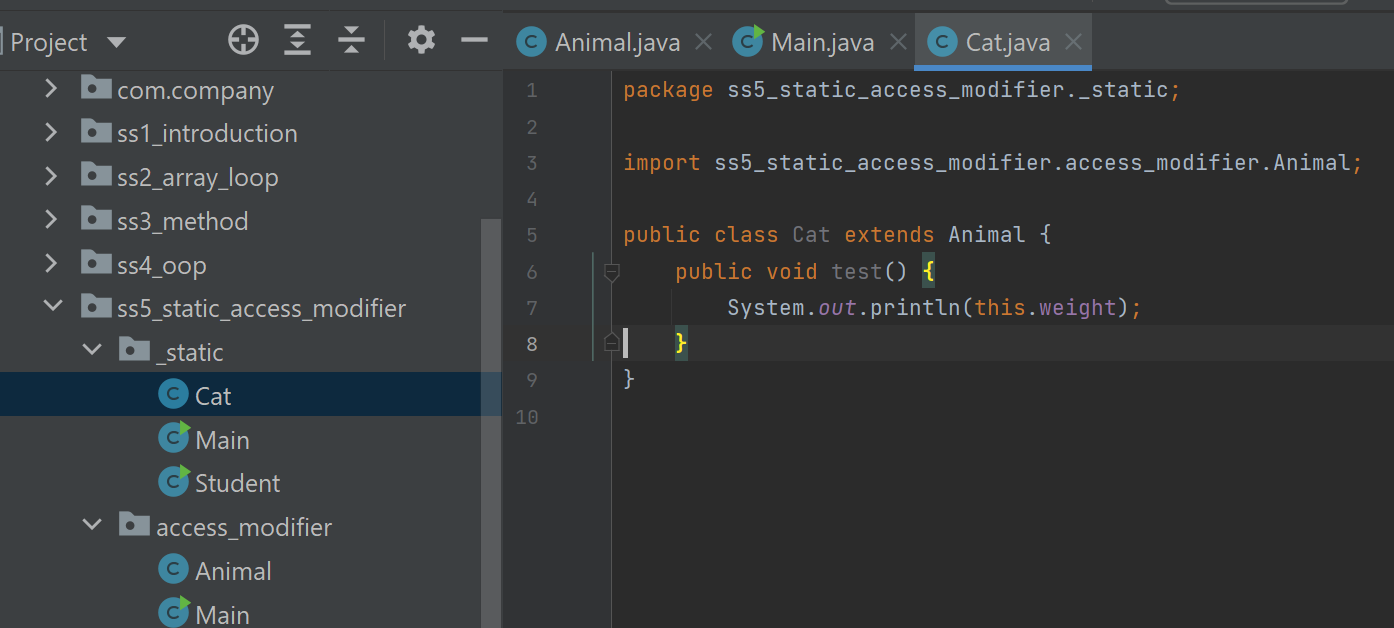 Project
Animal.java
Main.java
Cat.java
com.company
ss1_introduction
ss2_array_loop
ss3_method
ss4_oop
ss5_static_access_modifier
_static
Cat
Main
Student
access_modifier
Animal
Main
1 package ss5_static_access_modifier._static;
2
3 import ss5_static_access_modifier.access_modifier.Animal;
4
5 public class Cat extends Animal {
6     public void test() {
7         System.out.println(this.weight);
8     }
9 }
10